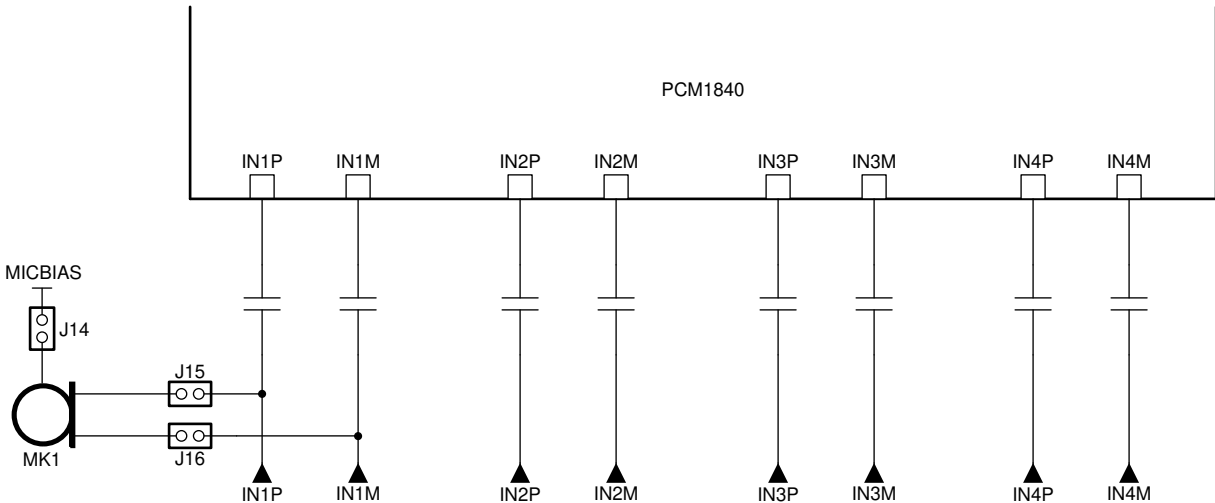 PCM1840
IN1P IN1M IN2P IN2M IN3P IN3M IN4P IN4M
MICBIAS
J14
J15
J16
MK1
IN1P IN1M IN2P IN2M IN3P IN3M IN4P IN4M